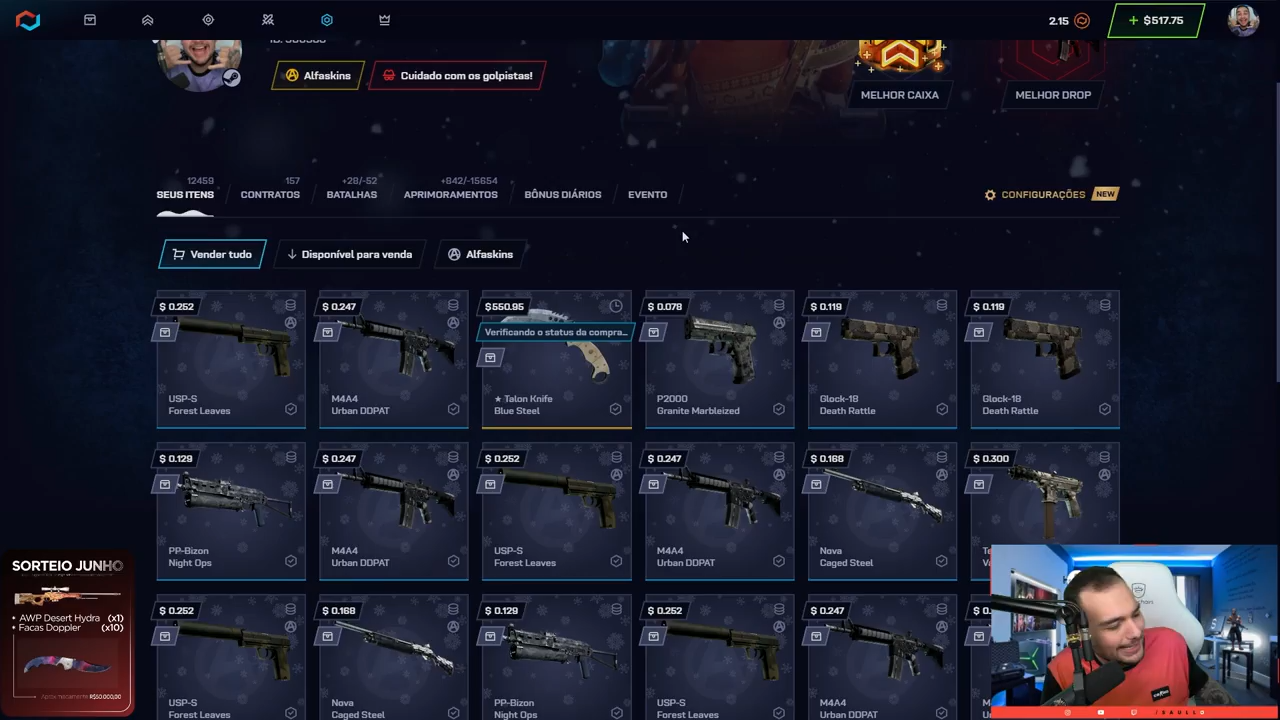 2.15
+ $517.75
Alfaskins
Cuidado com os golpistas!
MELHOR CAIXA
MELHOR DROP
12459
SEUS ITENS
157
CONTRATOS
+28/-52
BATALHAS
+842/-15654
APRIMORAMENTOS
BÔNUS DIÁRIOS
EVENTO
CONFIGURAÇÕES NEW
Vender tudo
Disponível para venda
Alfaskins
$ 0.252
USP-S
Forest Leaves
$ 0.247
M4A4
Urban DDPAT
$550.95
Verificando o status da compra...
★ Talon Knife
Blue Steel
$ 0.078
P2000
Granite Marbleized
$ 0.119
Glock-18
Death Rattle
$ 0.119
Glock-18
Death Rattle
$ 0.129
PP-Bizon
Night Ops
$ 0.247
M4A4
Urban DDPAT
$ 0.252
USP-S
Forest Leaves
$ 0.247
M4A4
Urban DDPAT
$ 0.168
Nova
Caged Steel
$ 0.300
$ 0.252
USP-S
Forest Leaves
$ 0.168
Nova
Caged Steel
$ 0.129
PP-Bizon
Night Ops
$ 0.252
USP-S
Forest Leaves
$ 0.247
M4A4
Urban DDPAT
SORTEIO JUNHO
• AWP Desert Hydra (x1)
• Facas Doppler (x10)
Aproximadamente R$50.000,00
/SAULLO